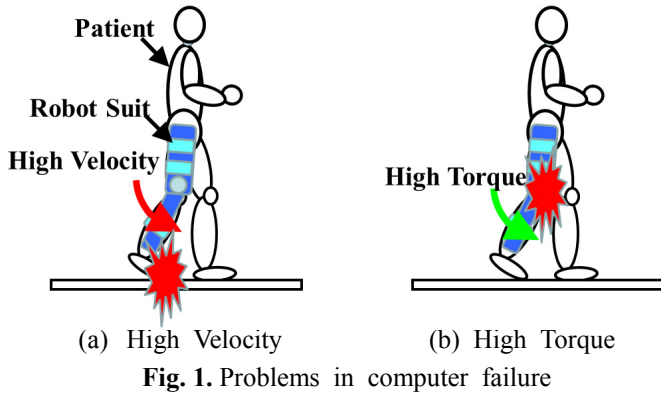 Patient
Robot Suit
High Velocity
High Torque
(a) High Velocity
(b) High Torque
Fig. 1. Problems in computer failure